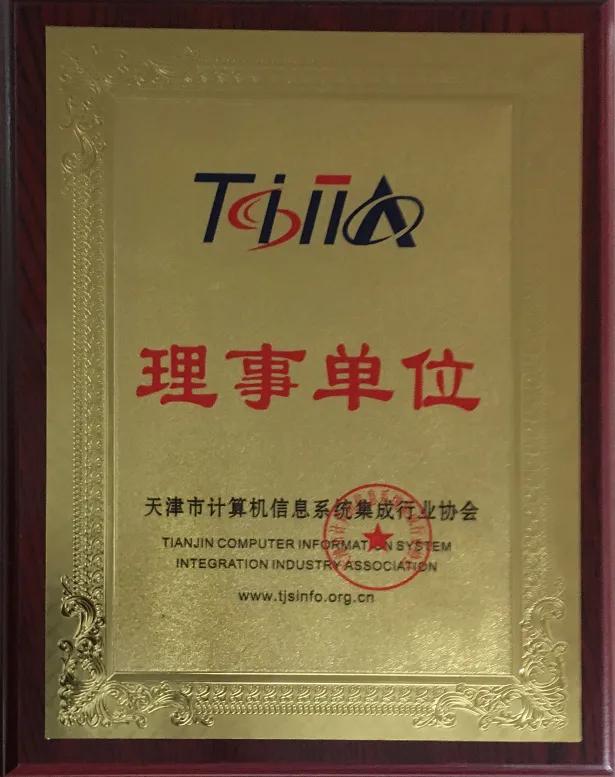 TSIIA
理事单位
天津市计算机信息系统集成行业协会
TIANJIN COMPUTER INFORMATION SYSTEM
INTEGRATION INDUSTRY ASSOCIATION
www.tjsinfo.org.cn